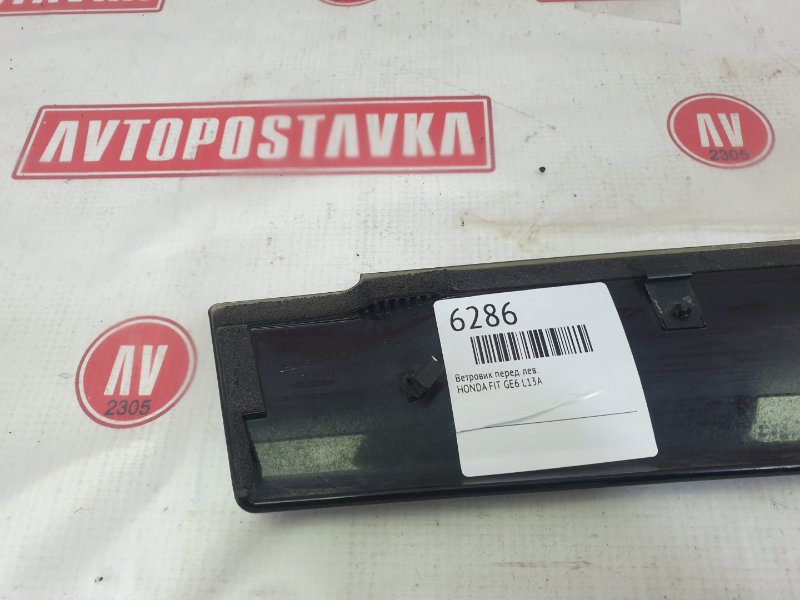 AVTOPOSTAVKA
AV
2305
6286
Ветровик перед лев.
HONDA FIT GE6 L13A
AV
2305